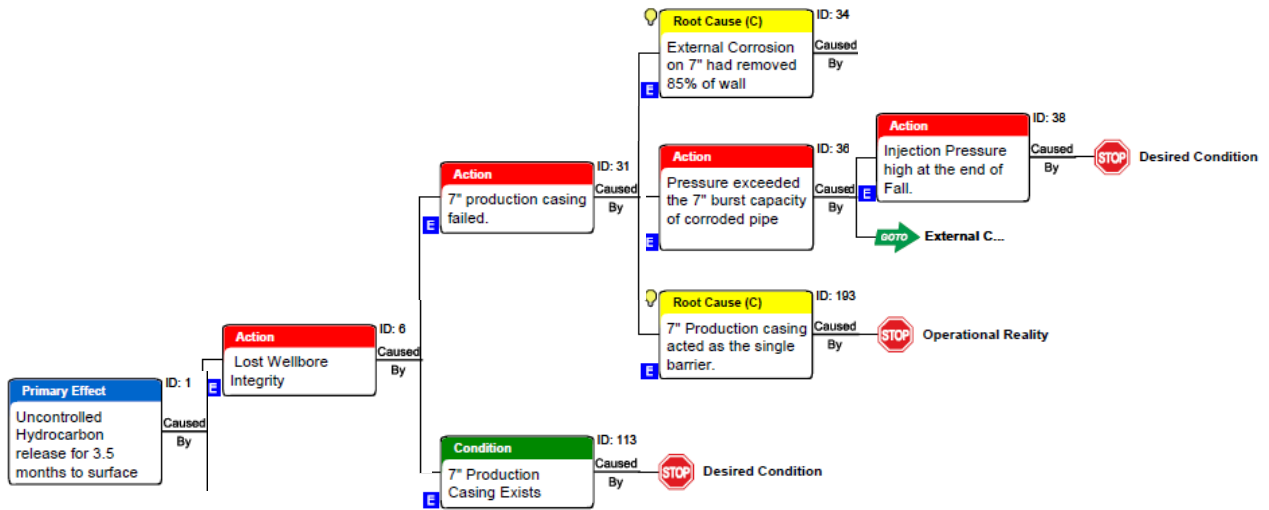 Root Cause (C)
ID: 34
External Corrosion
on 7" had removed
85% of wall
Caused
By
E
Action
ID: 38
Injection Pressure
high at the end of
Fall.
Caused
By
E
STOP
Desired Condition
Action
ID: 31
7" production casing
failed.
Caused
By
E
Action
ID: 36
Pressure exceeded
the 7" burst capacity
of corroded pipe
Caused
By
E
GOTO
External C...
Root Cause (C)
ID: 193
7" Production casing
acted as the single
barrier.
Caused
By
E
STOP
Operational Reality
Action
ID: 6
Lost Wellbore
Integrity
Caused
By
E
Primary Effect
ID: 1
Uncontrolled
Hydrocarbon
release for 3.5
months to surface
Caused
By
Condition
ID: 113
7" Production
Casing Exists
Caused
By
E
STOP
Desired Condition